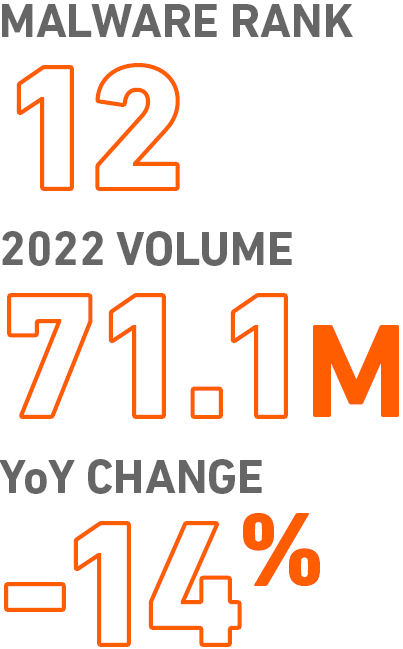 MALWARE RANK
12
2022 VOLUME
71.1M
YoY CHANGE
-14%